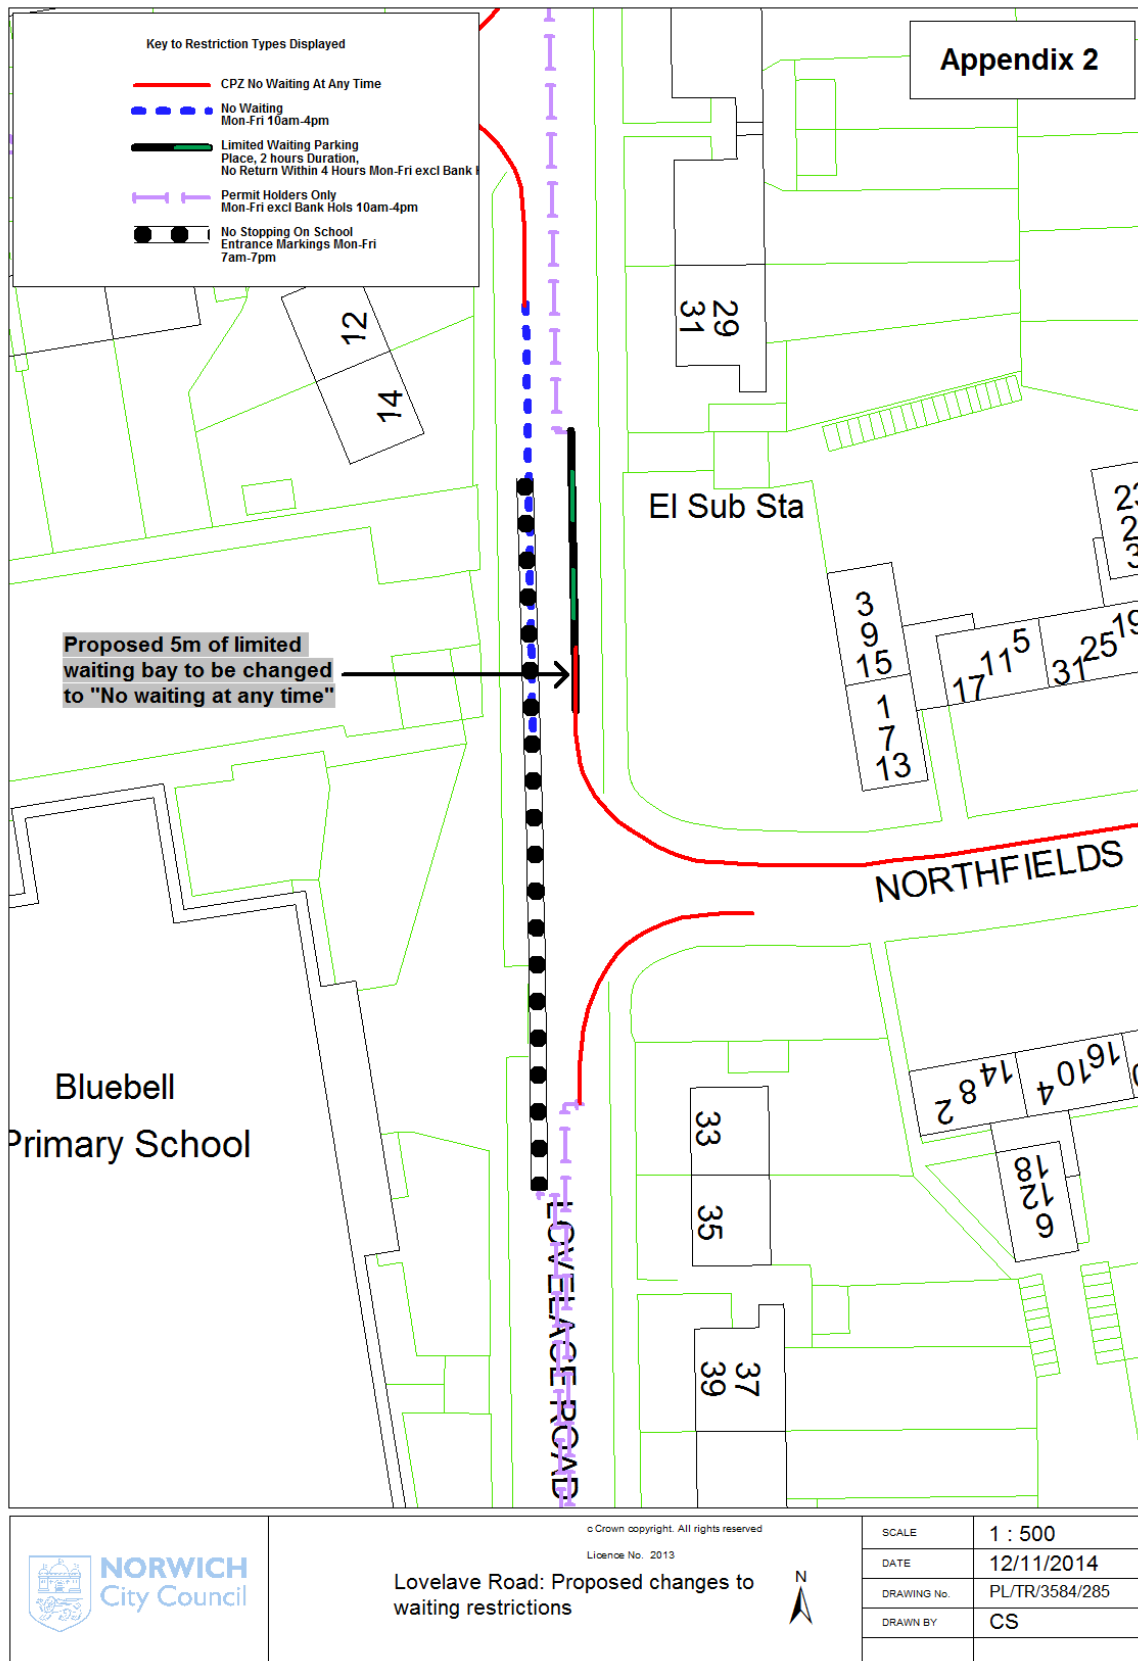 Key to Restriction Types Displayed
CPZ No Waiting At Any Time
No Waiting
Mon-Fri 10am-4pm
Limited Waiting Parking
Place, 2 hours Duration,
No Return Within 4 Hours Mon-Fri excl Bank
Permit Holders Only
Mon-Fri excl Bank Hols 10am-4pm
No Stopping On School
Entrance Markings Mon-Fri
7am-7pm
Appendix 2
12
14
29
31
El Sub Sta
Proposed 5m of limited
waiting bay to be changed
to "No waiting at any time"
3
9
15
1
7
13
17
11
5
31
25
19
23
NORTHFIELDS
2
8
14
4
10
16
18
12
6
Bluebell
Primary School
33
35
37
39
LOVELACE ROAD
NORWICH
City Council
c Crown copyright. All rights reserved
Licence No. 2013
Lovelave Road: Proposed changes to
waiting restrictions
N
SCALE 1 : 500
DATE 12/11/2014
DRAWING No. PL/TR/3584/285
DRAWN BY CS